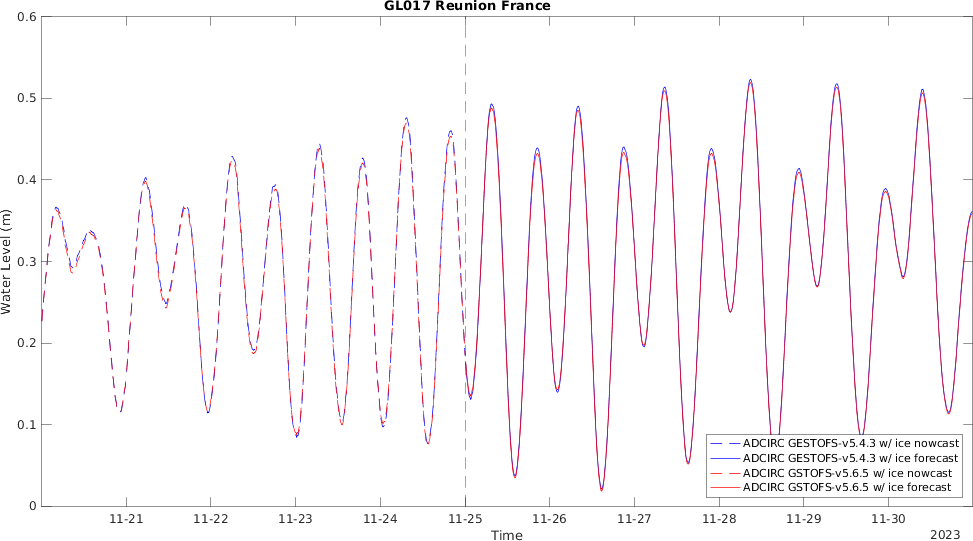 GL017 Reunion France
0.6
0.5
0.4
0.3
0.2
0.1
0
Water Level (m)
11-21 11-22 11-23 11-24 11-25 11-26 11-27 11-28 11-29 11-30
Time
2023
ADCIRC GESTOFS-v5.4.3 w/ ice nowcast
ADCIRC GESTOFS-v5.4.3 w/ ice forecast
ADCIRC GSTOFS-v5.6.5 w/ ice nowcast
ADCIRC GSTOFS-v5.6.5 w/ ice forecast